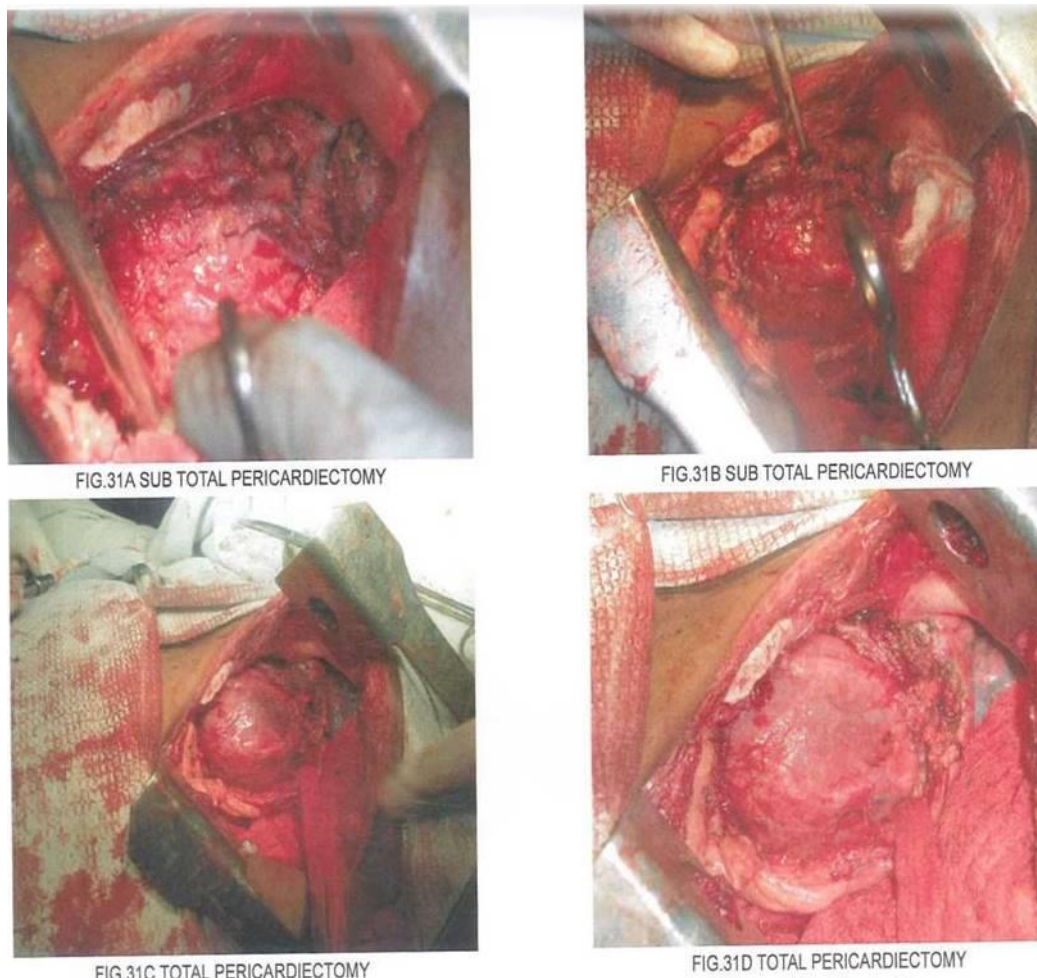 FIG.31A SUB TOTAL PERICARDIECTOMY
FIG.31B SUB TOTAL PERICARDIECTOMY
FIG.31C TOTAL PERICARDIECTOMY
FIG.31D TOTAL PERICARDIECTOMY